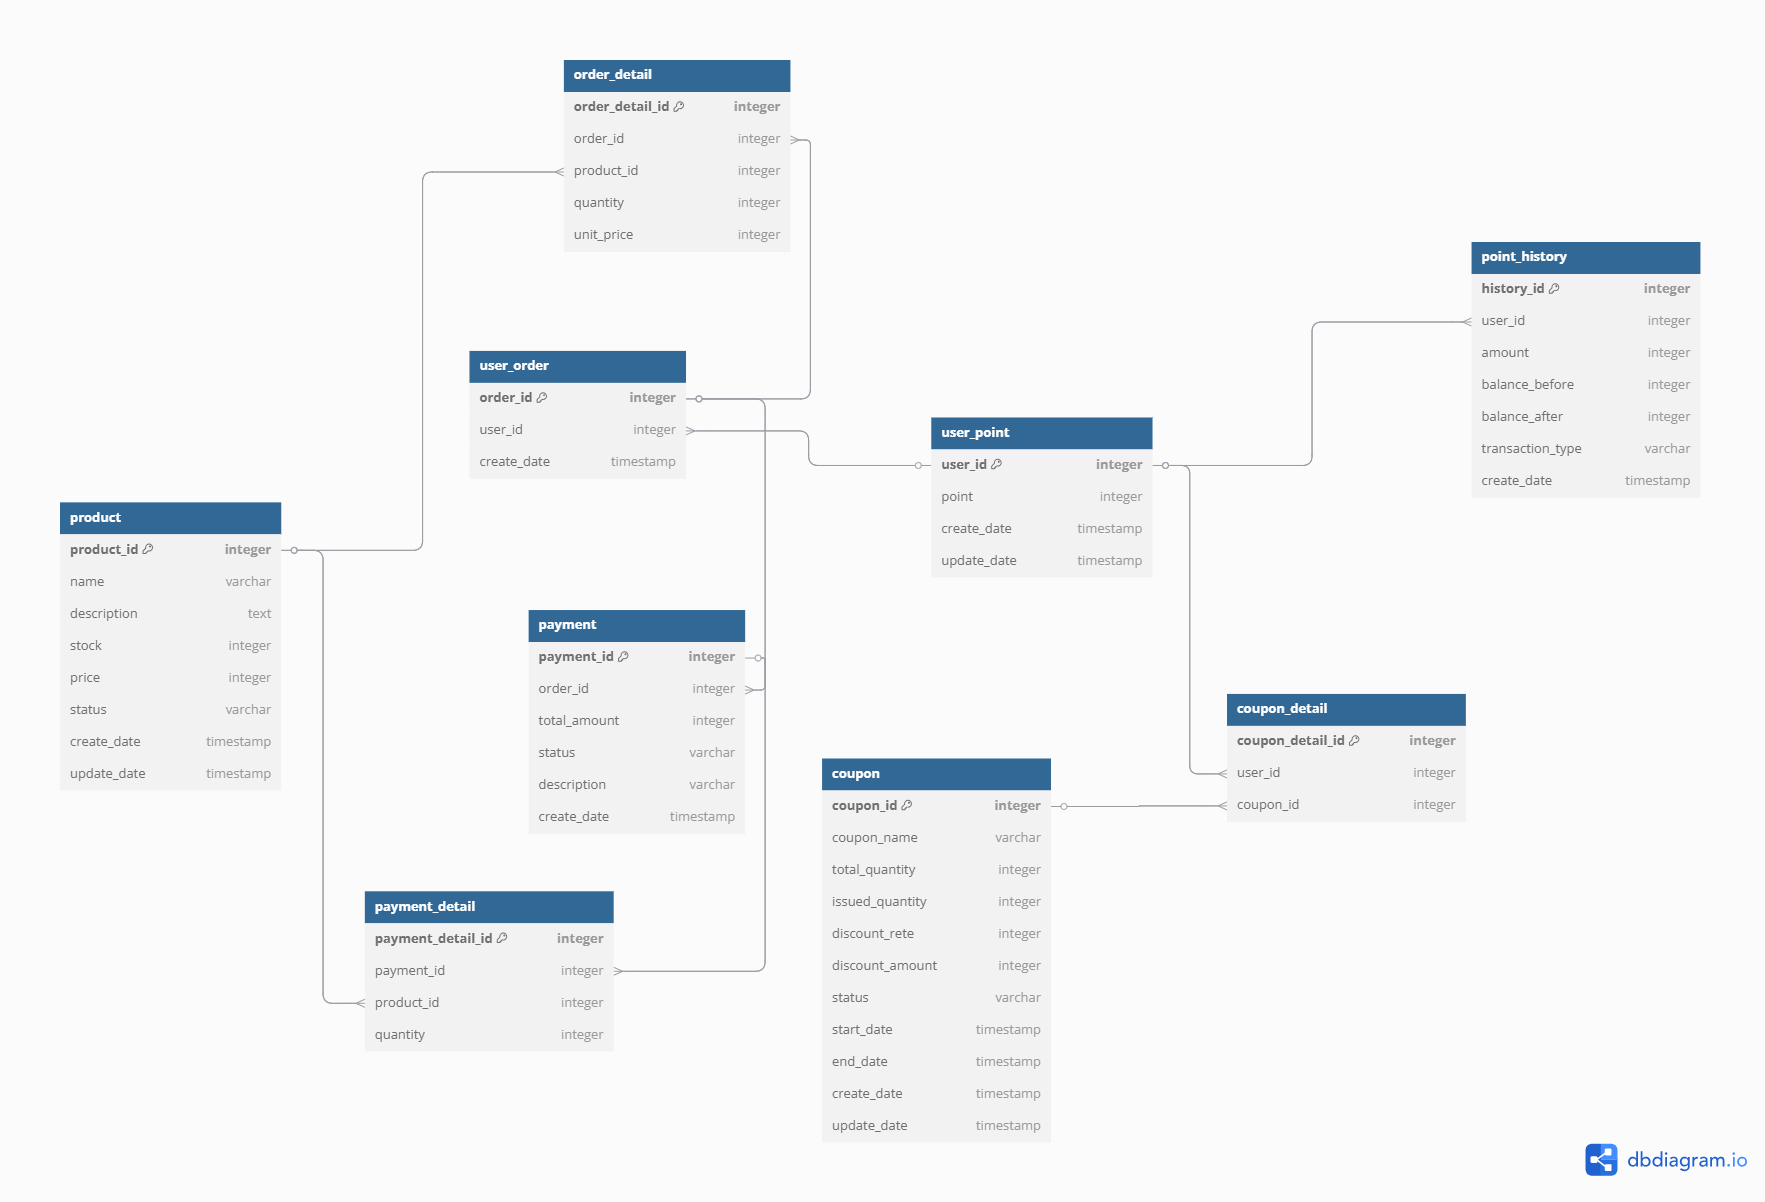 order_detail
order_detail_id integer
order_id integer
product_id integer
quantity integer
unit_price integer
point_history
history_id integer
user_id integer
amount integer
balance_before integer
balance_after integer
transaction_type varchar
create_date timestamp
user_order
order_id integer
user_id integer
create_date timestamp
user_point
user_id integer
point integer
create_date timestamp
update_date timestamp
product
product_id integer
name varchar
description text
stock integer
price integer
status varchar
create_date timestamp
update_date timestamp
payment
payment_id integer
order_id integer
total_amount integer
status varchar
description varchar
create_date timestamp
coupon_detail
coupon_detail_id integer
user_id integer
coupon_id integer
coupon
coupon_id integer
coupon_name varchar
total_quantity integer
issued_quantity integer
discount_rete integer
discount_amount integer
status varchar
start_date timestamp
end_date timestamp
create_date timestamp
update_date timestamp
payment_detail
payment_detail_id integer
payment_id integer
product_id integer
quantity integer
dbdiagram.io